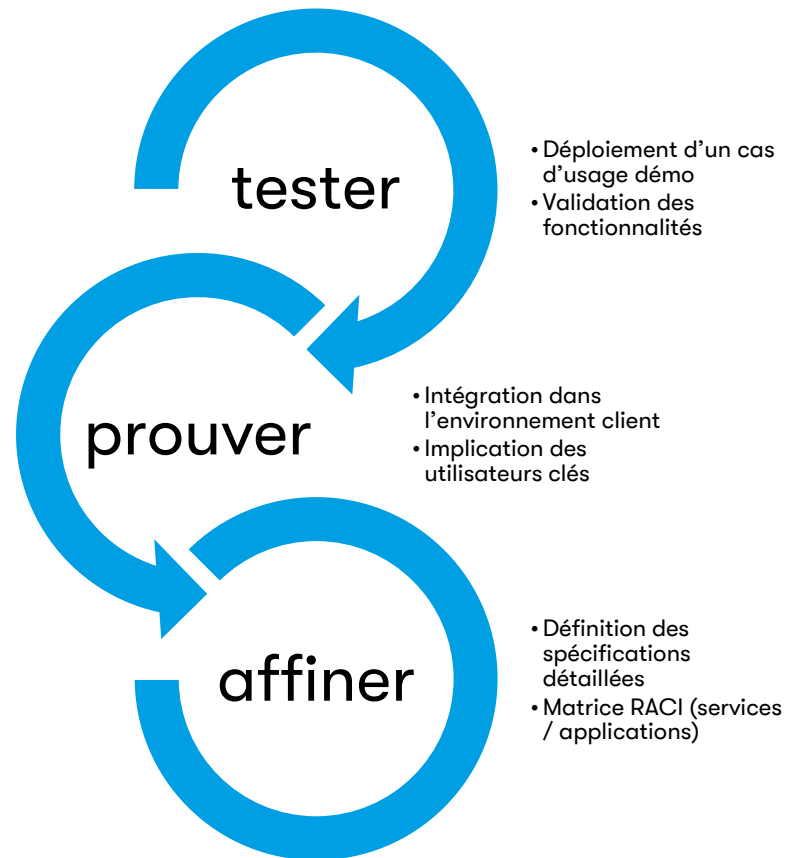 tester
• Déploiement d’un cas
d’usage démo
• Validation des
fonctionnalités
prouver
• Intégration dans
l’environnement client
• Implication des
utilisateurs clés
affiner
• Définition des
spécifications
détaillées
• Matrice RACI (services
/ applications)